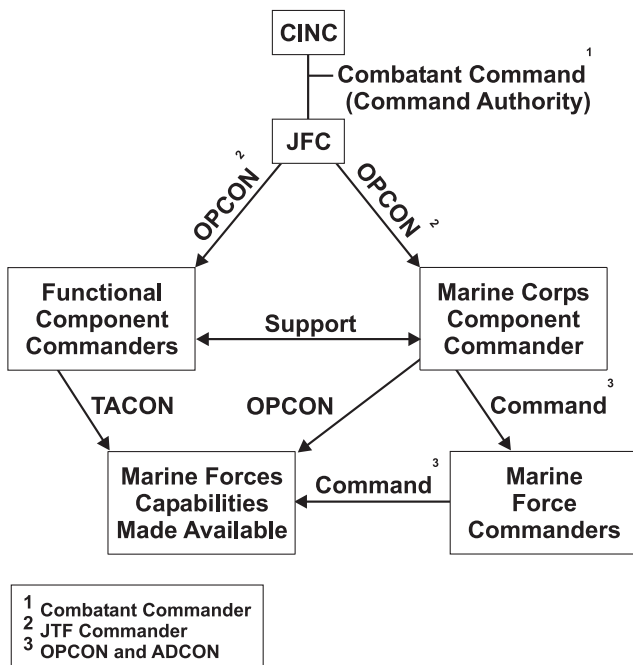 CINC
1
Combatant Command
(Command Authority)
JFC
OPCON 2
OPCON 2
Functional
Component
Commanders
Support
Marine Corps
Component
Commander
TACON
OPCON
Command 3
Marine Forces
Capabilities
Made Available
Command 3
Marine
Force
Commanders
1 Combatant Commander
2 JTF Commander
3 OPCON and ADCON